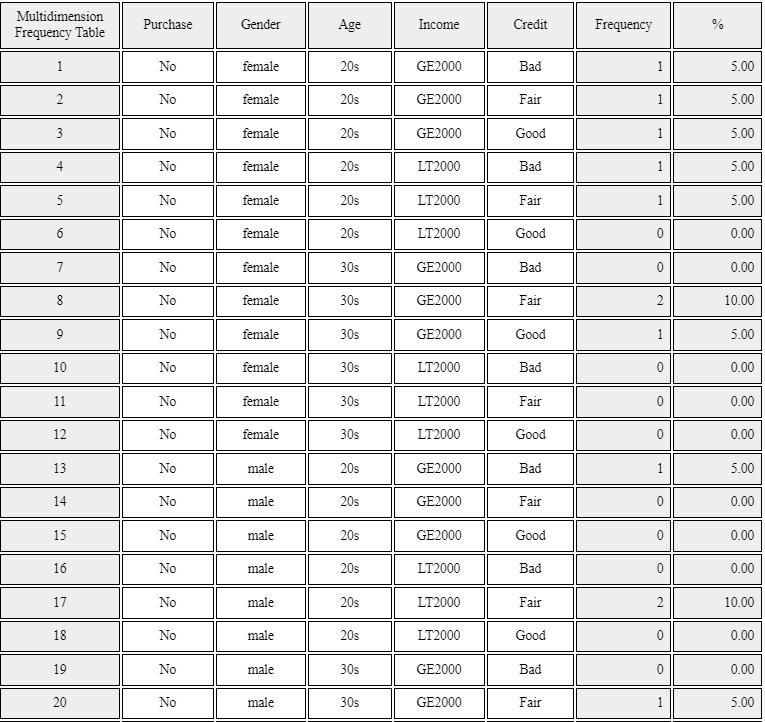 Multidimension Frequency Table Purchase Gender Age Income Credit Frequency %
1 No female 20s GE2000 Bad 1 5.00
2 No female 20s GE2000 Fair 1 5.00
3 No female 20s GE2000 Good 1 5.00
4 No female 20s LT2000 Bad 1 5.00
5 No female 20s LT2000 Fair 1 5.00
6 No female 20s LT2000 Good 0 0.00
7 No female 30s GE2000 Bad 0 0.00
8 No female 30s GE2000 Fair 2 10.00
9 No female 30s GE2000 Good 1 5.00
10 No female 30s LT2000 Bad 0 0.00
11 No female 30s LT2000 Fair 0 0.00
12 No female 30s LT2000 Good 0 0.00
13 No male 20s GE2000 Bad 1 5.00
14 No male 20s GE2000 Fair 0 0.00
15 No male 20s GE2000 Good 0 0.00
16 No male 20s LT2000 Bad 0 0.00
17 No male 20s LT2000 Fair 2 10.00
18 No male 20s LT2000 Good 0 0.00
19 No male 30s GE2000 Bad 0 0.00
20 No male 30s GE2000 Fair 1 5.00